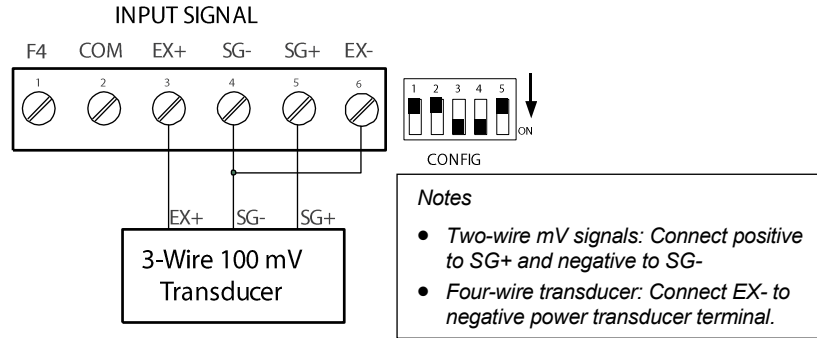 INPUT SIGNAL
F4 COM EX+ SG- SG+ EX-
1 2 3 4 5 6
1 2 3 4 5
ON
CONFIG
EX+ SG- SG+
3-Wire 100 mV
Transducer
Notes
• Two-wire mV signals: Connect positive
to SG+ and negative to SG-
• Four-wire transducer: Connect EX- to
negative power transducer terminal.